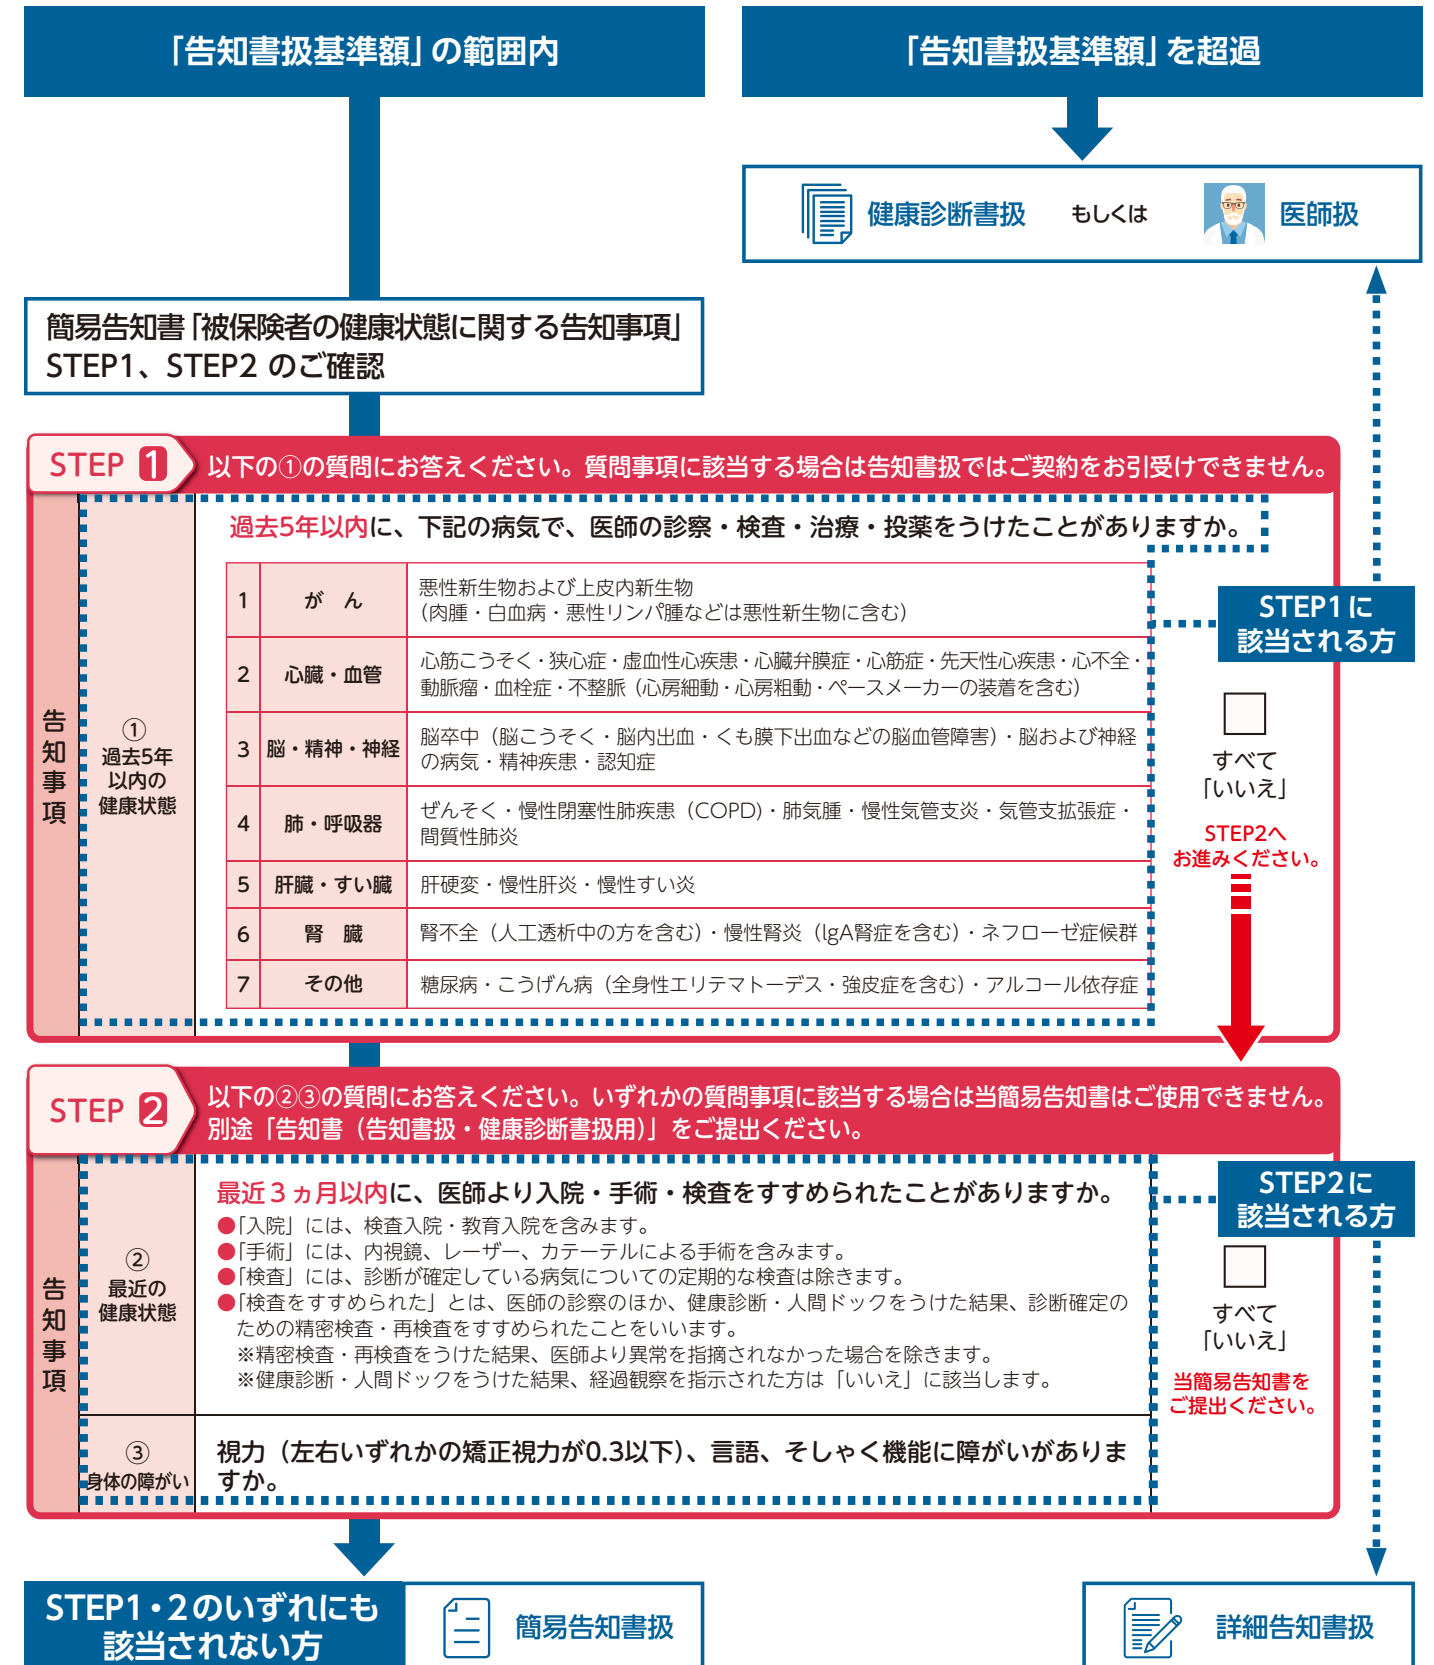 「告知書扱基準額」の範囲内
「告知書扱基準額」を超過
健康診断書扱 もしくは 医師扱
簡易告知書「被保険者の健康状態に関する告知事項」
STEP1、STEP2 のご確認
STEP 1
以下の①の質問にお答えください。質問事項に該当する場合は告知書扱ではご契約をお引受けできません。
告知事項
①
過去5年
以内の
健康状態
過去5年以内に、下記の病気で、医師の診察・検査・治療・投薬をうけたことがありますか。
1 がん 悪性新生物および上皮内新生物
(肉腫・白血病・悪性リンパ腫などは悪性新生物に含む)
2 心臓・血管 心筋こうそく・狭心症・虚血性心疾患・心臓弁膜症・心筋症・先天性心疾患・心不全・
動脈瘤・血栓症・不整脈(心房細動・心房粗動・ペースメーカーの装着を含む)
3 脳・精神・神経 脳卒中(脳こうそく・脳内出血・くも膜下出血などの脳血管障害)・脳および神経
の病気・精神疾患・認知症
4 肺・呼吸器 ぜんそく・慢性閉塞性肺疾患(COPD)・肺気腫・慢性気管支炎・気管支拡張症・
間質性肺炎
5 肝臓・すい臓 肝硬変・慢性肝炎・慢性すい炎
6 腎臓 腎不全(人工透析中の方を含む)・慢性腎炎(IgA腎症を含む)・ネフローゼ症候群
7 その他 糖尿病・こうげん病(全身性エリテマトーデス・強皮症を含む)・アルコール依存症
STEP1に
該当される方
すべて
「いいえ」
STEP2へ
お進みください。
STEP 2
以下の②③の質問にお答えください。いずれかの質問事項に該当する場合は当簡易告知書はご使用できません。
別途「告知書(告知書扱・健康診断書扱用)」をご提出ください。
告知事項
②
最近の
健康状態
最近3ヵ月以内に、医師より入院・手術・検査をすすめられたことがありますか。
●「入院」には、検査入院・教育入院を含みます。
●「手術」には、内視鏡、レーザー、カテーテルによる手術を含みます。
●「検査」には、診断が確定している病気についての定期的な検査は除きます。
●「検査をすすめられた」とは、医師の診察のほか、健康診断・人間ドックをうけた結果、診断確定の
ための精密検査・再検査をすすめられたことをいいます。
※精密検査・再検査をうけた結果、医師より異常を指摘されなかった場合を除きます。
※健康診断・人間ドックをうけた結果、経過観察を指示された方は「いいえ」に該当します。
③
身体の障がい
視力(左右いずれかの矯正視力が0.3以下)、言語、そしゃく機能に障がいがありま
すか。
STEP2に
該当される方
すべて
「いいえ」
当簡易告知書を
ご提出ください。
STEP1・2のいずれにも
該当されない方
簡易告知書扱
詳細告知書扱